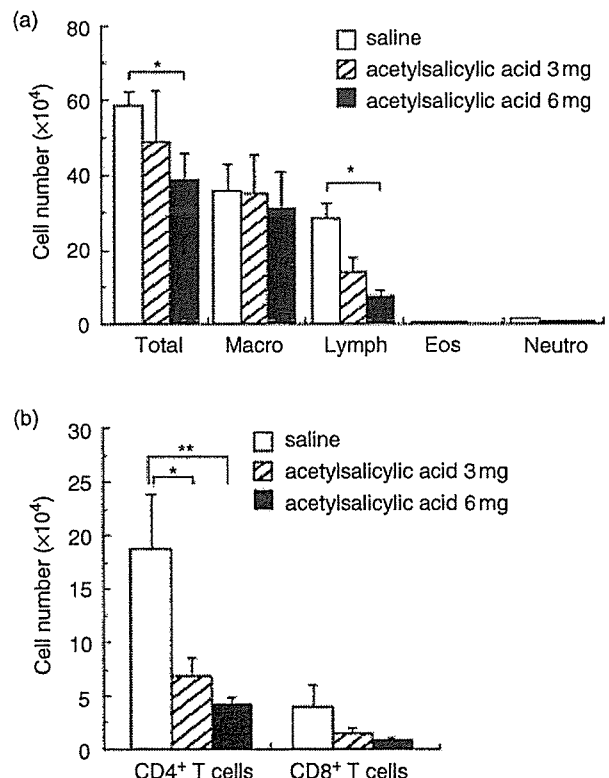 (a)
saline
acetylsalicylic acid 3 mg
acetylsalicylic acid 6 mg
Cell number (×10⁴)
80
60
40
20
0
*
*
Total Macro Lymph Eos Neutro
(b)
saline
acetylsalicylic acid 3 mg
acetylsalicylic acid 6 mg
Cell number (×10⁴)
30
25
20
15
10
5
0
**
*
CD4⁺ T cells CD8⁺ T cells